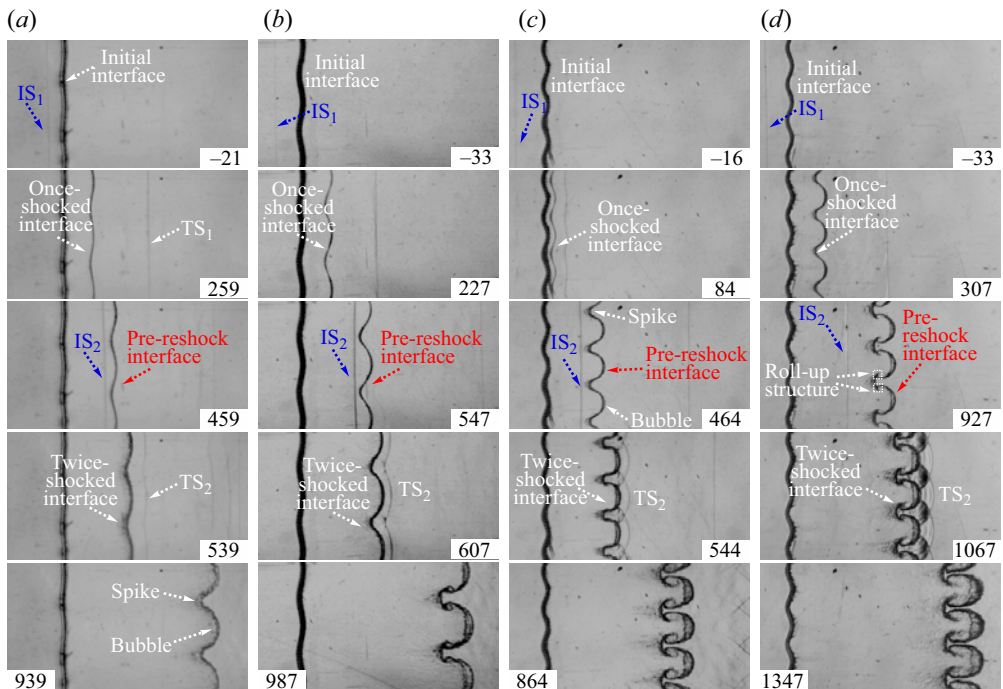 (a)
(b)
(c)
(d)
Initial
interface
IS1
–21
Initial
interface
IS1
–33
Initial
interface
IS1
–16
Initial
interface
IS1
–33
Once-
shocked
interface
TS1
259
Once-
shocked
interface
227
Once-
shocked
interface
84
Once-
shocked
interface
307
IS2
Pre-reshock
interface
459
IS2
Pre-reshock
interface
547
Spike
IS2
Pre-reshock
interface
Bubble
464
IS2
Pre-
reshock
interface
Roll-up
structure
927
Twice-
shocked
interface
TS2
539
Twice-
shocked
interface
TS2
607
Twice-
shocked
interface
TS2
544
Twice-
shocked
interface
TS2
1067
Spike
Bubble
939
987
864
1347